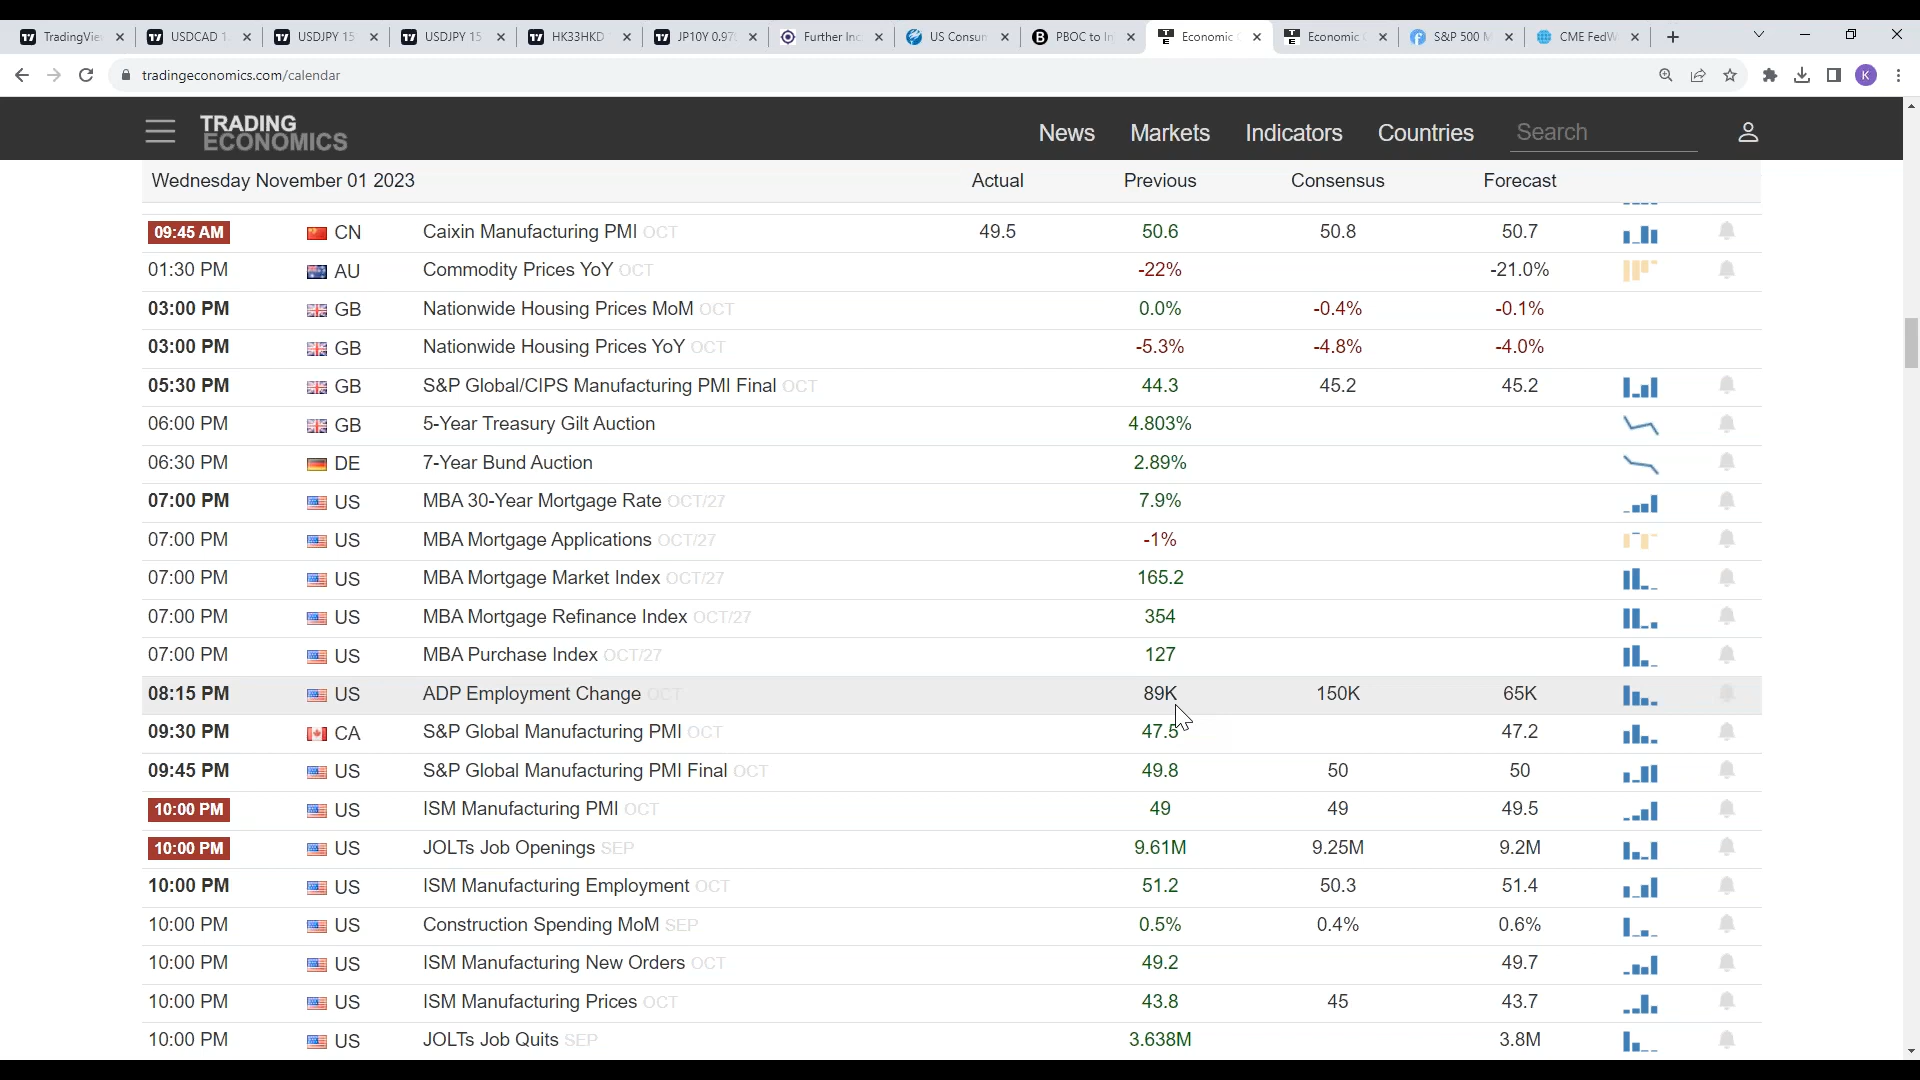 TradingVie
USDCAD 1.
USDJPY 15
USDJPY 15
HK33HKD
JP10Y 0.970
Further Inc
US Consum
PBOC to In
Economic C
Economic C
S&P 500 M
CME FedW
tradingeconomics.com/calendar
K
TRADING
ECONOMICS
News Markets Indicators Countries Search
Wednesday November 01 2023 Actual Previous Consensus Forecast
09:45 AM CN Caixin Manufacturing PMI OCT 49.5 50.6 50.8 50.7
01:30 PM AU Commodity Prices YoY OCT -22% -21.0%
03:00 PM GB Nationwide Housing Prices MoM OCT 0.0% -0.4% -0.1%
03:00 PM GB Nationwide Housing Prices YoY OCT -5.3% -4.8% -4.0%
05:30 PM GB S&P Global/CIPS Manufacturing PMI Final OCT 44.3 45.2 45.2
06:00 PM GB 5-Year Treasury Gilt Auction 4.803%
06:30 PM DE 7-Year Bund Auction 2.89%
07:00 PM US MBA 30-Year Mortgage Rate OCT/27 7.9%
07:00 PM US MBA Mortgage Applications OCT/27 -1%
07:00 PM US MBA Mortgage Market Index OCT/27 165.2
07:00 PM US MBA Mortgage Refinance Index OCT/27 354
07:00 PM US MBA Purchase Index OCT/27 127
08:15 PM US ADP Employment Change OCT 89K 150K 65K
09:30 PM CA S&P Global Manufacturing PMI OCT 47.5 47.2
09:45 PM US S&P Global Manufacturing PMI Final OCT 49.8 50 50
10:00 PM US ISM Manufacturing PMI OCT 49 49 49.5
10:00 PM US JOLTs Job Openings SEP 9.61M 9.25M 9.2M
10:00 PM US ISM Manufacturing Employment OCT 51.2 50.3 51.4
10:00 PM US Construction Spending MoM SEP 0.5% 0.4% 0.6%
10:00 PM US ISM Manufacturing New Orders OCT 49.2 49.7
10:00 PM US ISM Manufacturing Prices OCT 43.8 45 43.7
10:00 PM US JOLTs Job Quits SEP 3.638M 3.8M